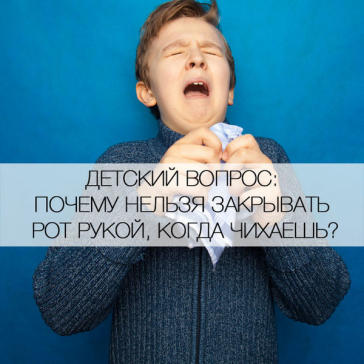 ДЕТСКИЙ ВОПРОС:
ПОЧЕМУ НЕЛЬЗЯ ЗАКРЫВАТЬ
РОТ РУКОЙ, КОГДА ЧИХАЕШЬ?